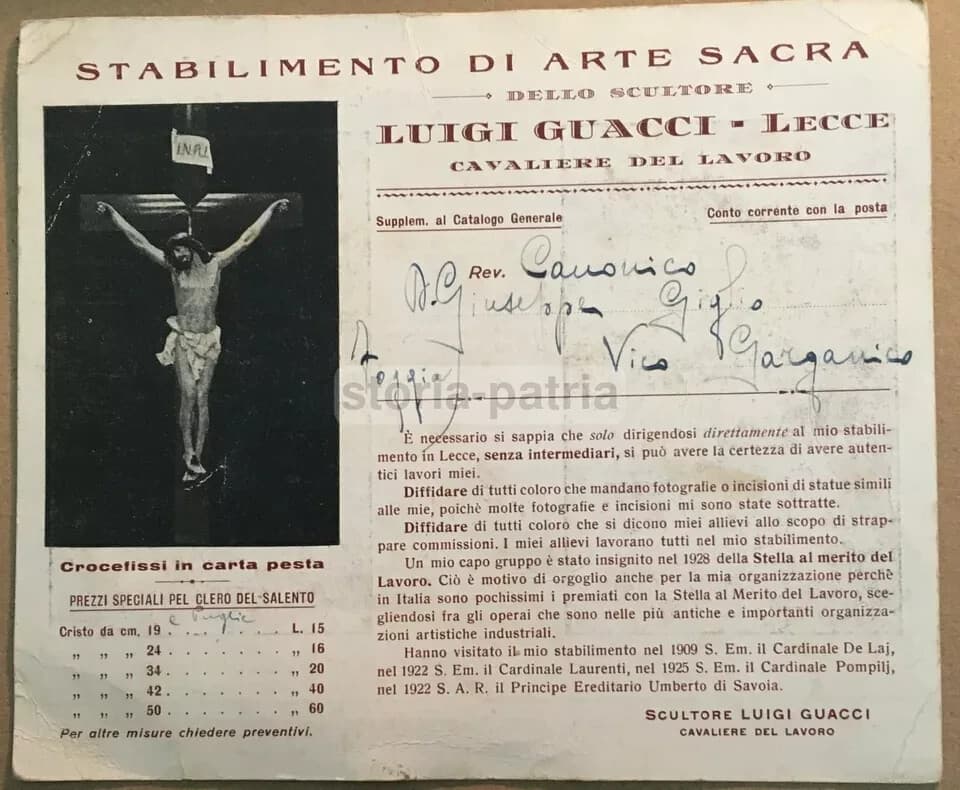 STABILIMENTO DI ARTE SACRA
DELLO SCULTORE
LUIGI GUACCI - LECCE
CAVALIERE DEL LAVORO
Supplem. al Catalogo Generale
Conto corrente con la posta
Rev. Canonico
D. Giuseppe Giglio
Vico Garganico
Foggia
storia-patria
È necessario si sappia che solo dirigendosi direttamente al mio stabili-
mento in Lecce, senza intermediari, si può avere la certezza di avere auten-
tici lavori miei.
Diffidare di tutti coloro che mandano fotografie o incisioni di statue simili
alle mie, poichè molte fotografie e incisioni mi sono state sottratte.
Diffidare di tutti coloro che si dicono miei allievi allo scopo di strap-
pare commissioni. I miei allievi lavorano tutti nel mio stabilimento.
Un mio capo gruppo è stato insignito nel 1928 della Stella al merito del
Lavoro. Ciò è motivo di orgoglio anche per la mia organizzazione perchè
in Italia sono pochissimi i premiati con la Stella al Merito del Lavoro, sce-
gliendosi fra gli operai che sono nelle più antiche e importanti organizza-
zioni artistiche industriali.
Hanno visitato il mio stabilimento nel 1909 S. Em. il Cardinale De Laj,
nel 1922 S. Em. il Cardinale Laurenti, nel 1925 S. Em. il Cardinale Pompilj,
nel 1922 S. A. R. il Principe Ereditario Umberto di Savoia.
SCULTORE LUIGI GUACCI
CAVALIERE DEL LAVORO
Crocefissi in carta pesta
PREZZI SPECIALI PEL CLERO DEL SALENTO
e Puglie
Cristo da cm. 19 . . . . . . . . L. 15
„ „ „ 24 . . . . . . . „ 16
„ „ „ 34 . . . . . . . „ 20
„ „ „ 42 . . . . . . . „ 40
„ „ „ 50 . . . . . . . „ 60
Per altre misure chiedere preventivi.